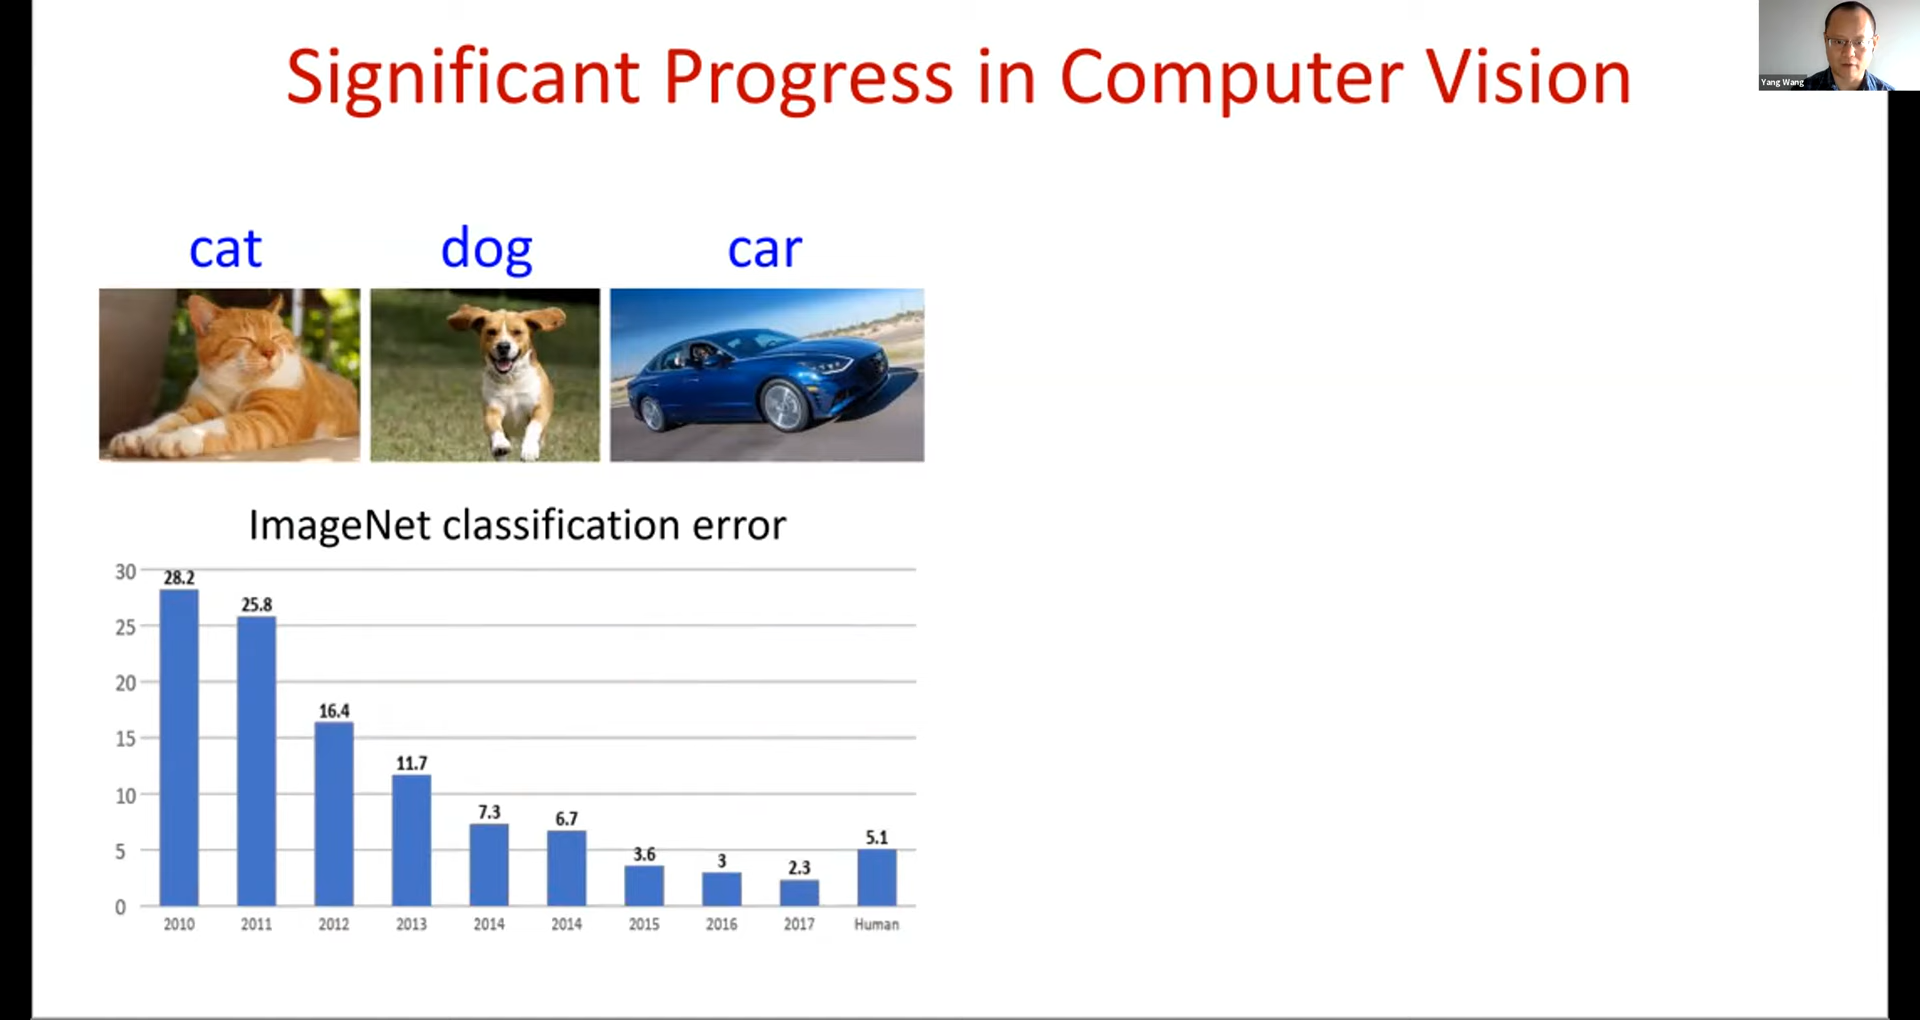 Significant Progress in Computer Vision
Yang Wang
cat dog car
ImageNet classification error
30
25
20
15
10
5
0
28.2 25.8 16.4 11.7 7.3 6.7 3.6 3 2.3 5.1
2010 2011 2012 2013 2014 2014 2015 2016 2017 Human